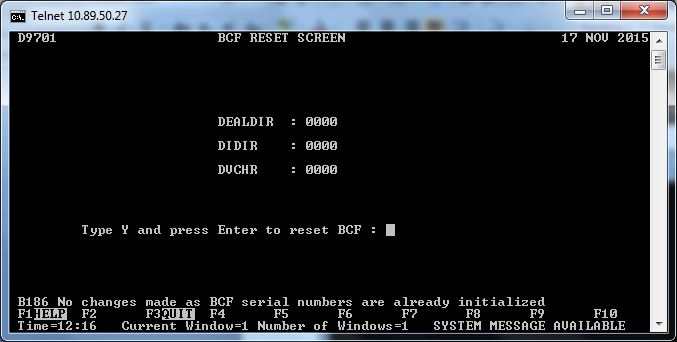 Telnet 10.89.50.27
D9701 BCF RESET SCREEN 17 NOV 2015
DEALDIR : 0000
DIDIR : 0000
DVCHR : 0000
Type Y and press Enter to reset BCF :
B186 No changes made as BCF serial numbers are already initialized
F1HELP F2 F3QUIT F4 F5 F6 F7 F8 F9 F10
Time=12:16 Current Window=1 Number of Windows=1 SYSTEM MESSAGE AVAILABLE